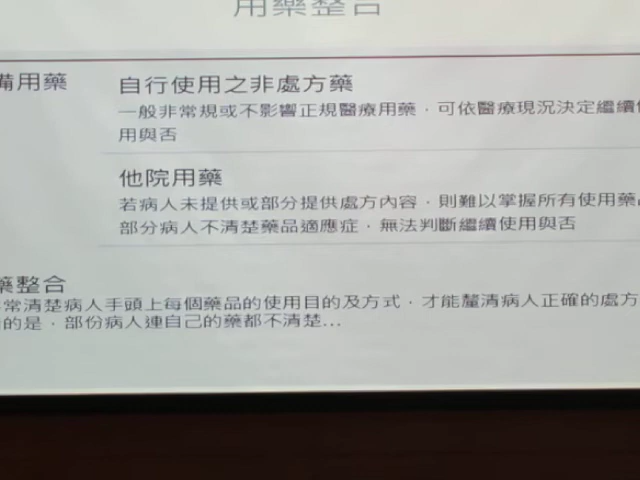 用藥整合
備用藥
自行使用之非處方藥
一般非常規或不影響正規醫療用藥，可依醫療現況決定繼續
用與否
他院用藥
若病人未提供或部分提供處方內容，則難以掌握所有使用藥
部分病人不清楚藥品適應症，無法判斷繼續使用與否
藥整合
常清楚病人手頭上每個藥品的使用目的及方式，才能釐清病人正確的處方
的是，部份病人連自己的藥都不清楚...